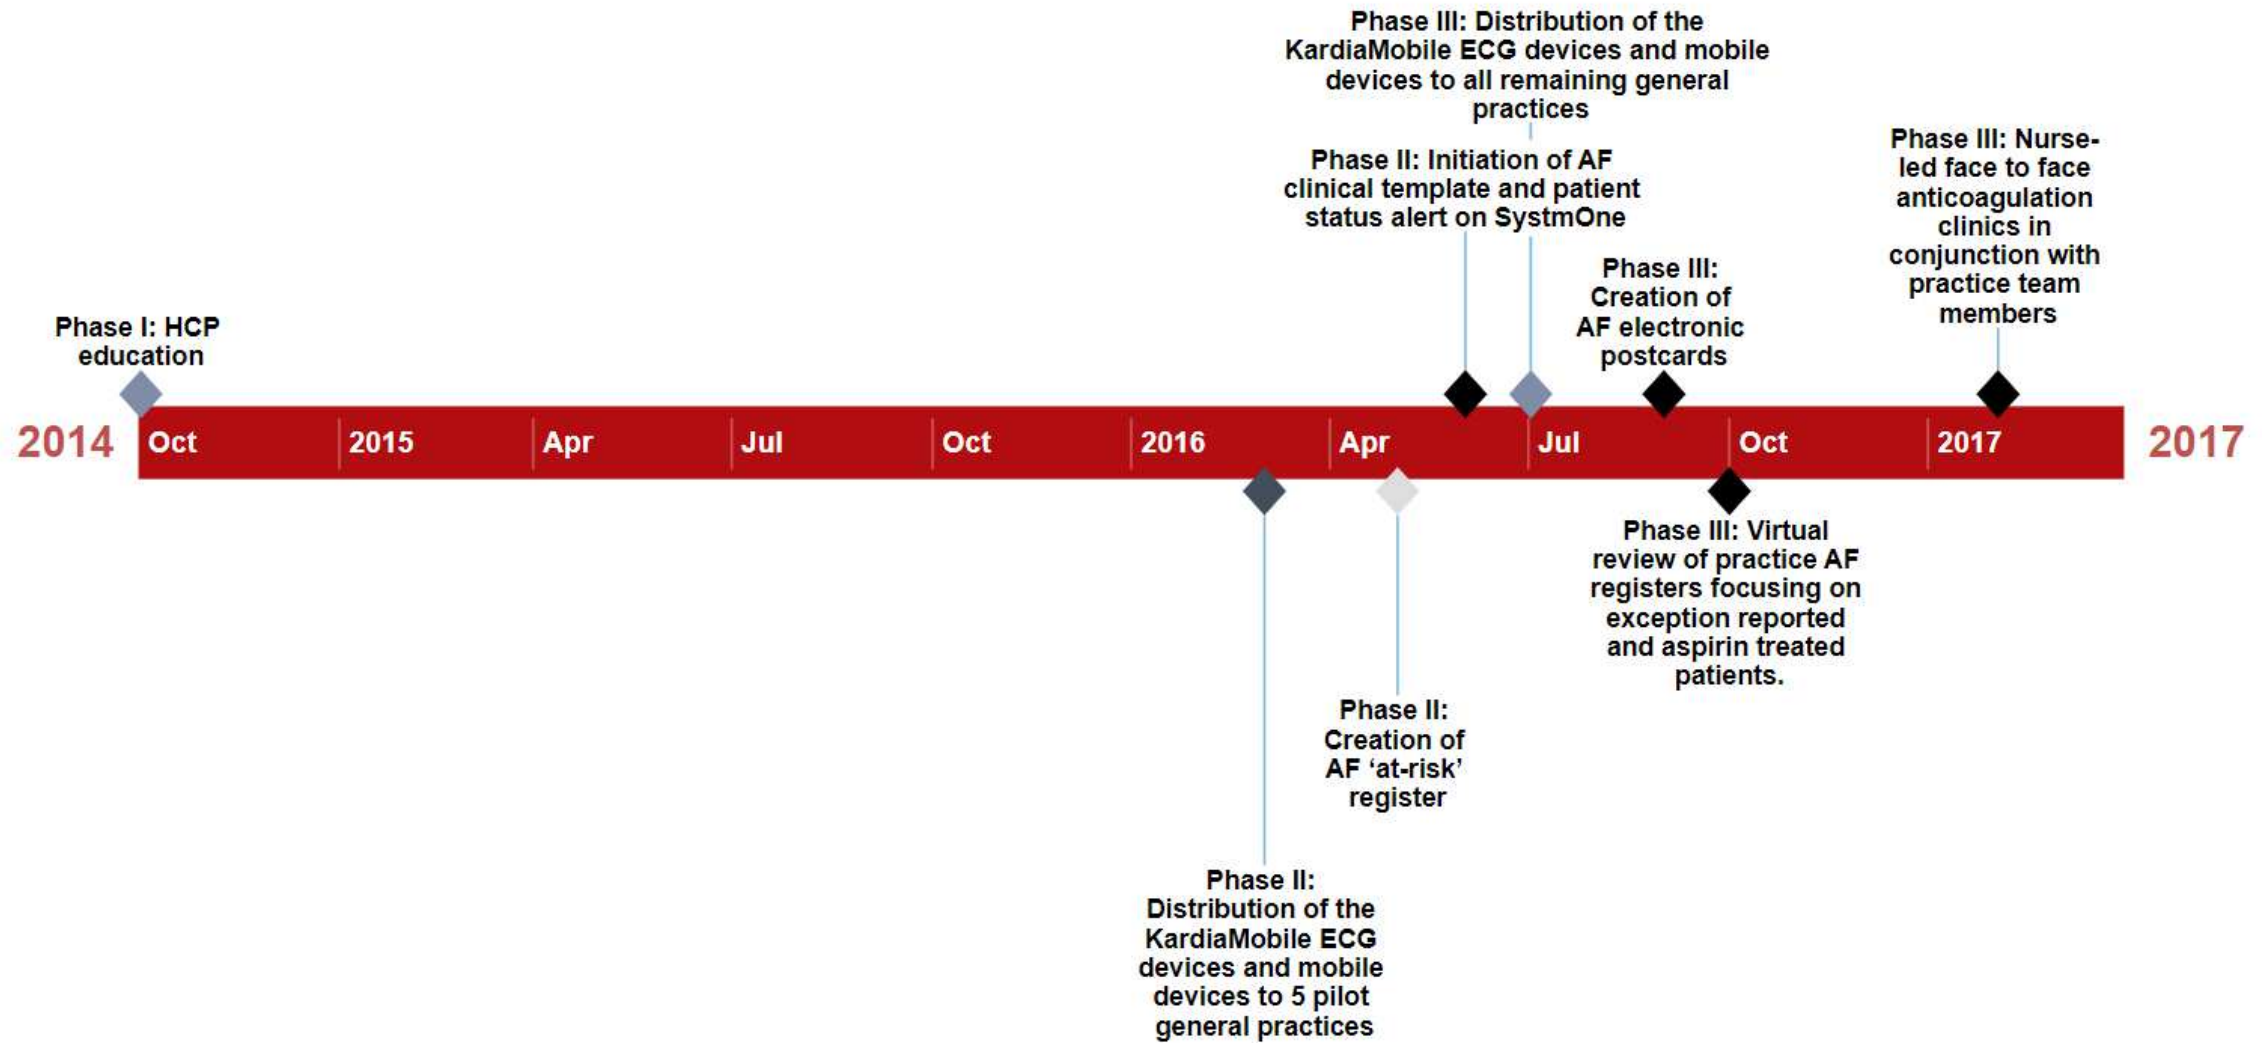 Phase III: Distribution of the
KardiaMobile ECG devices and mobile
devices to all remaining general
practices
Phase II: Initiation of AF
clinical template and patient
status alert on SystmOne
Phase III: Nurse-
led face to face
anticoagulation
clinics in
conjunction with
practice team
members
Phase III:
Creation of
AF electronic
postcards
Phase I: HCP
education
2014 Oct 2015 Apr Jul Oct 2016 Apr Jul Oct 2017 2017
Phase III: Virtual
review of practice AF
registers focusing on
exception reported
and aspirin treated
patients.
Phase II:
Creation of
AF ‘at-risk’
register
Phase II:
Distribution of the
KardiaMobile ECG
devices and mobile
devices to 5 pilot
general practices